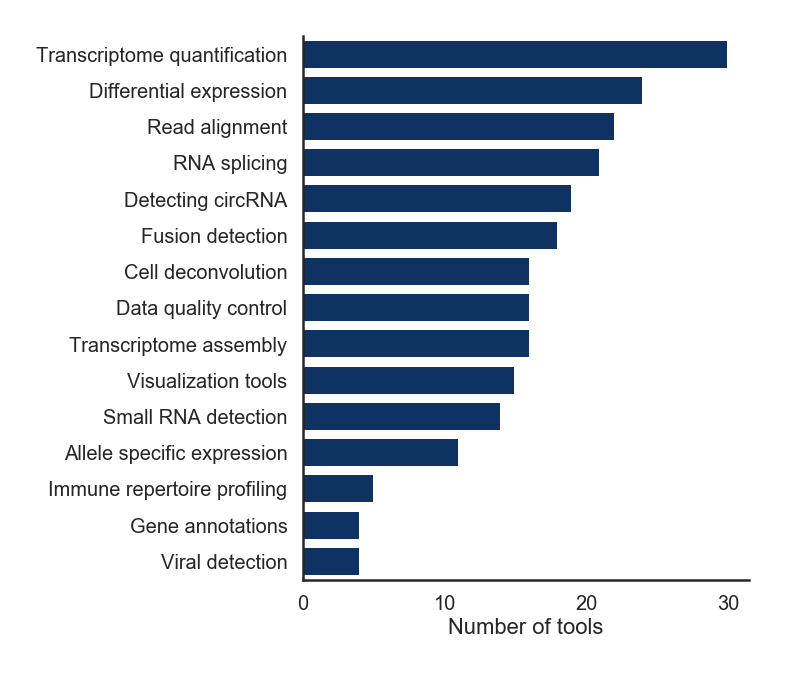 Transcriptome quantification
Differential expression
Read alignment
RNA splicing
Detecting circRNA
Fusion detection
Cell deconvolution
Data quality control
Transcriptome assembly
Visualization tools
Small RNA detection
Allele specific expression
Immune repertoire profiling
Gene annotations
Viral detection
0 10 20 30
Number of tools